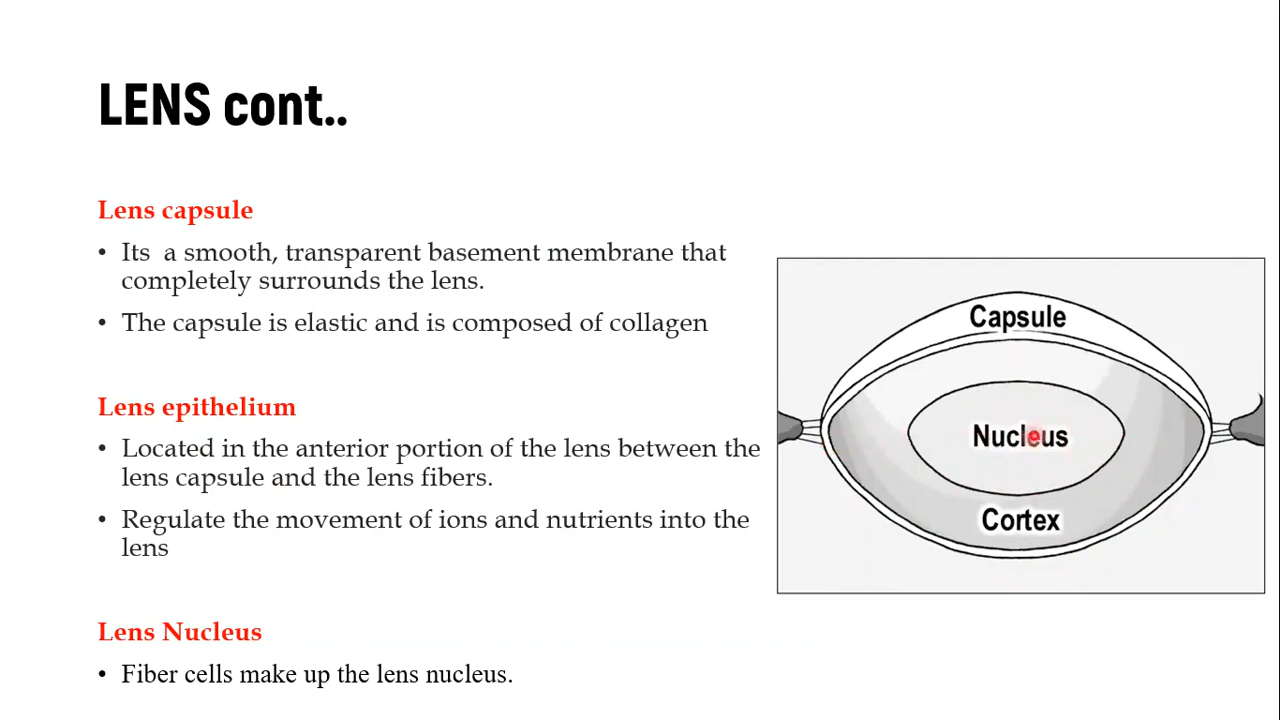 LENS cont..
Lens capsule
• Its  a smooth, transparent basement membrane that
completely surrounds the lens.
• The capsule is elastic and is composed of collagen
Lens epithelium
• Located in the anterior portion of the lens between the
lens capsule and the lens fibers.
• Regulate the movement of ions and nutrients into the
lens
Lens Nucleus
• Fiber cells make up the lens nucleus.
Capsule
Nucleus
Cortex